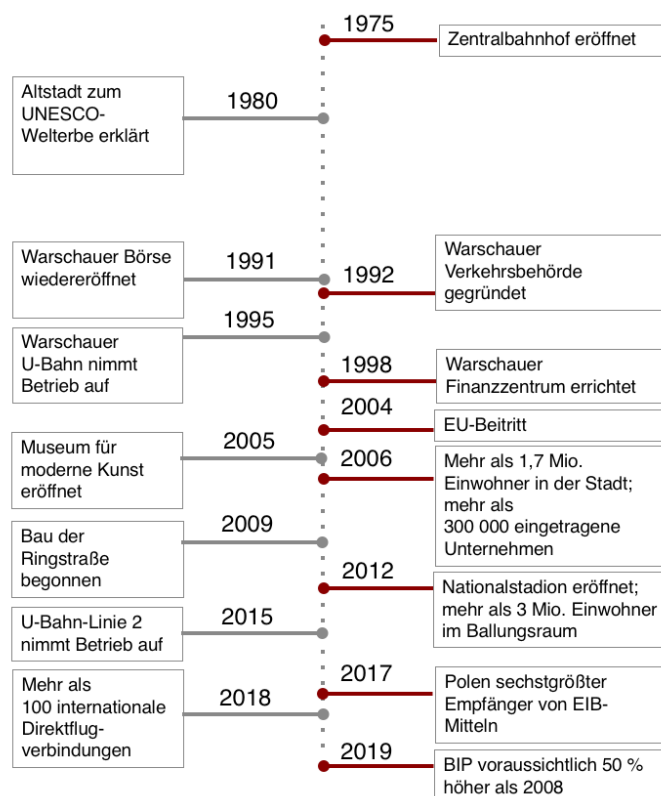 1975
Zentralbahnhof eröffnet
1980
Altstadt zum
UNESCO-
Welterbe erklärt
1991
Warschauer Börse
wiedereröffnet
1992
Warschauer
Verkehrsbehörde
gegründet
1995
Warschauer
U-Bahn nimmt
Betrieb auf
1998
Warschauer
Finanzzentrum errichtet
2004
EU-Beitritt
2005
Museum für
moderne Kunst
eröffnet
2006
Mehr als 1,7 Mio.
Einwohner in der Stadt;
mehr als
300 000 eingetragene
Unternehmen
2009
Bau der
Ringstraße
begonnen
2012
Nationalstadion eröffnet;
mehr als 3 Mio. Einwohner
im Ballungsraum
2015
U-Bahn-Linie 2
nimmt Betrieb auf
2017
Polen sechstgrößter
Empfänger von EIB-
Mitteln
2018
Mehr als
100 internationale
Direktflug-
verbindungen
2019
BIP voraussichtlich 50 %
höher als 2008